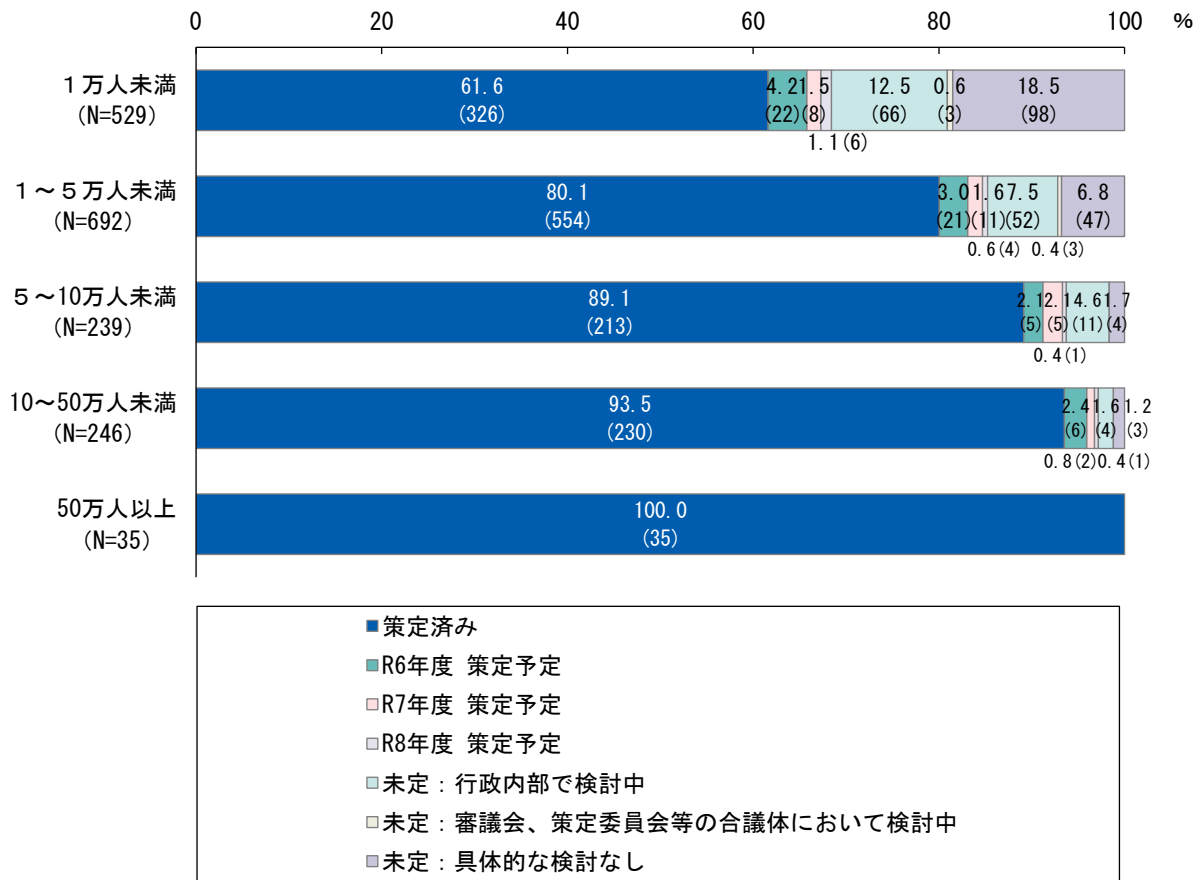 0 20 40 60 80 100 %
１万人未満
(N=529)
61.6 4.2 1.5 12.5 0.6 18.5
(326) (22) (8) (66) (3) (98)
1.1(6)
１～５万人未満
(N=692)
80.1 3.0 1.6 7.5 6.8
(554) (21) (11) (52) (47)
0.6(4) 0.4(3)
５～10万人未満
(N=239)
89.1 2.1 2.1 4.6 1.7
(213) (5) (5) (11) (4)
0.4(1)
10～50万人未満
(N=246)
93.5 2.4 1.6 1.2
(230) (6) (4) (3)
0.8(2) 0.4(1)
50万人以上
(N=35)
100.0
(35)
策定済み
R6年度 策定予定
R7年度 策定予定
R8年度 策定予定
未定：行政内部で検討中
未定：審議会、策定委員会等の合議体において検討中
未定：具体的な検討なし